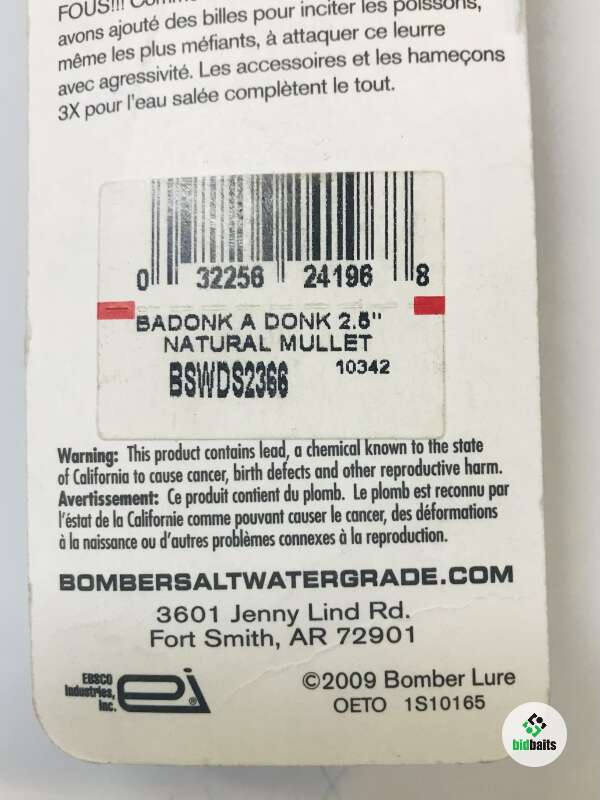 FOUS!!!
avons ajouté des billes pour inciter les poissons,
même les plus méfiants, à attaquer ce leurre
avec agressivité. Les accessoires et les hameçons
3X pour l'eau salée complètent le tout.
0 32256 24196 8
BADONK A DONK 2.5"
NATURAL MULLET
BSWDS2366 10342
Warning: This product contains lead, a chemical known to the state
of California to cause cancer, birth defects and other reproductive harm.
Avertissement: Ce produit contient du plomb. Le plomb est reconnu par
l'éstat de la Californie comme pouvant causer le cancer, des déformations
à la naissance ou d'autres problèmes connexes à la reproduction.
BOMBERSALTWATERGRADE.COM
3601 Jenny Lind Rd.
Fort Smith, AR 72901
EBSCO
Industries,
Inc.
ei®
©2009 Bomber Lure
OETO 1S10165
bidbaits